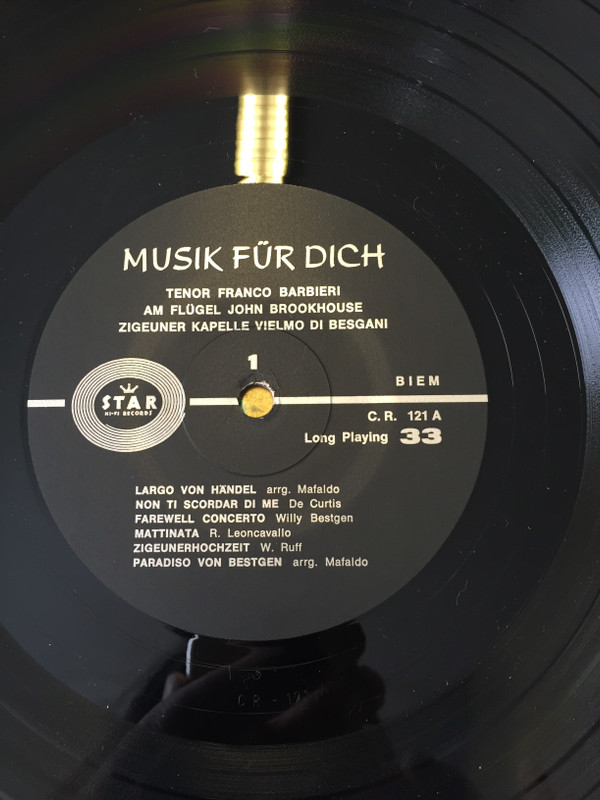 MUSIK FÜR DICH
TENOR FRANCO BARBIERI
AM FLÜGEL JOHN BROOKHOUSE
ZIGEUNER KAPELLE VIELMO DI BESGANI
1
BIEM
STAR
HI-FI RECORDS
C. R. 121 A
Long Playing 33
LARGO VON HÄNDEL arrg. Mafaldo
NON TI SCORDAR DI ME De Curtis
FAREWELL CONCERTO Willy Bestgen
MATTINATA R. Leoncavallo
ZIGEUNERHOCHZEIT W. Ruff
PARADISO VON BESTGEN arrg. Mafaldo